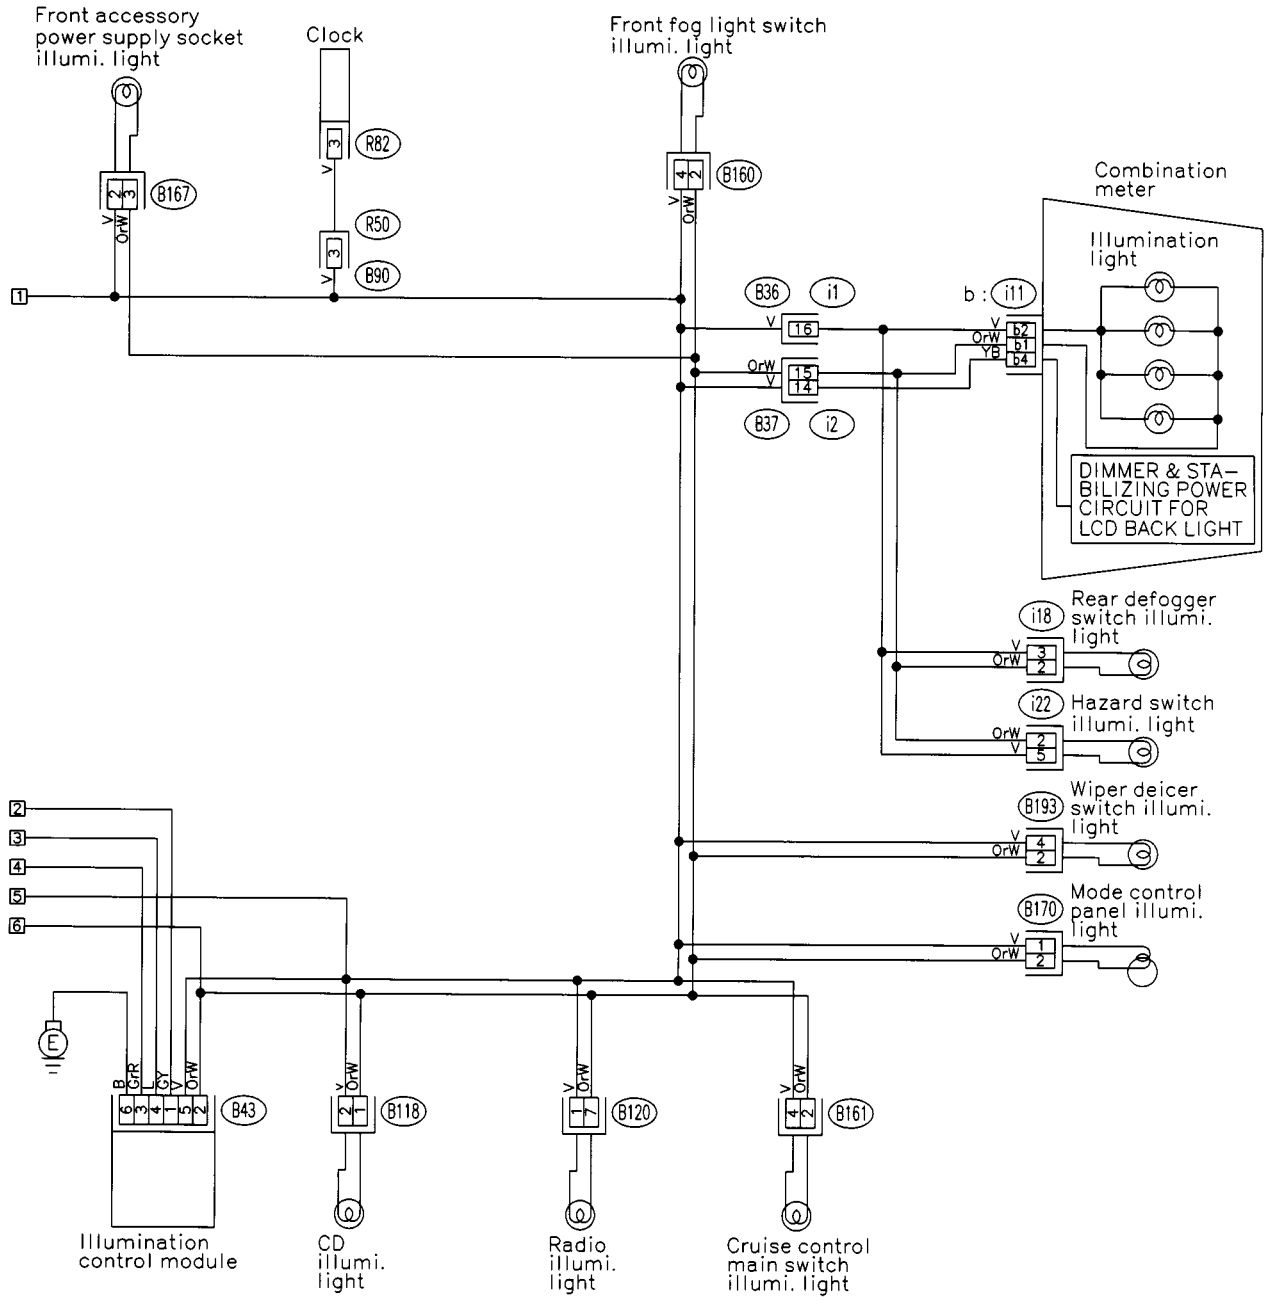 Front accessory
power supply socket
illumi. light
Clock
Front fog light switch
illumi. light
3
R82
V
2 3
B167
V
OrW
R50
3
B90
V
4 2
B160
V
OrW
Combination
meter
Illumination
light
1
B36
i1
b : i11
V
16
V
b2
OrW
b1
YB
b4
OrW
15
V
14
B37
i2
DIMMER & STA-
BILIZING POWER
CIRCUIT FOR
LCD BACK LIGHT
i18
Rear defogger
switch illumi.
light
V
3
OrW
2
i22
Hazard switch
illumi. light
OrW
2
V
5
B193
Wiper deicer
switch illumi.
light
V
4
OrW
2
B170
Mode control
panel illumi.
light
V
1
OrW
2
2
3
4
5
6
E
B
GrR
L
GY
V
OrW
6 3 4 1 5 2
B43
V
OrW
2 1
B118
V
OrW
1 7
B120
V
OrW
4 2
B161
Illumination
control module
CD
illumi.
light
Radio
illumi.
light
Cruise control
main switch
illumi. light